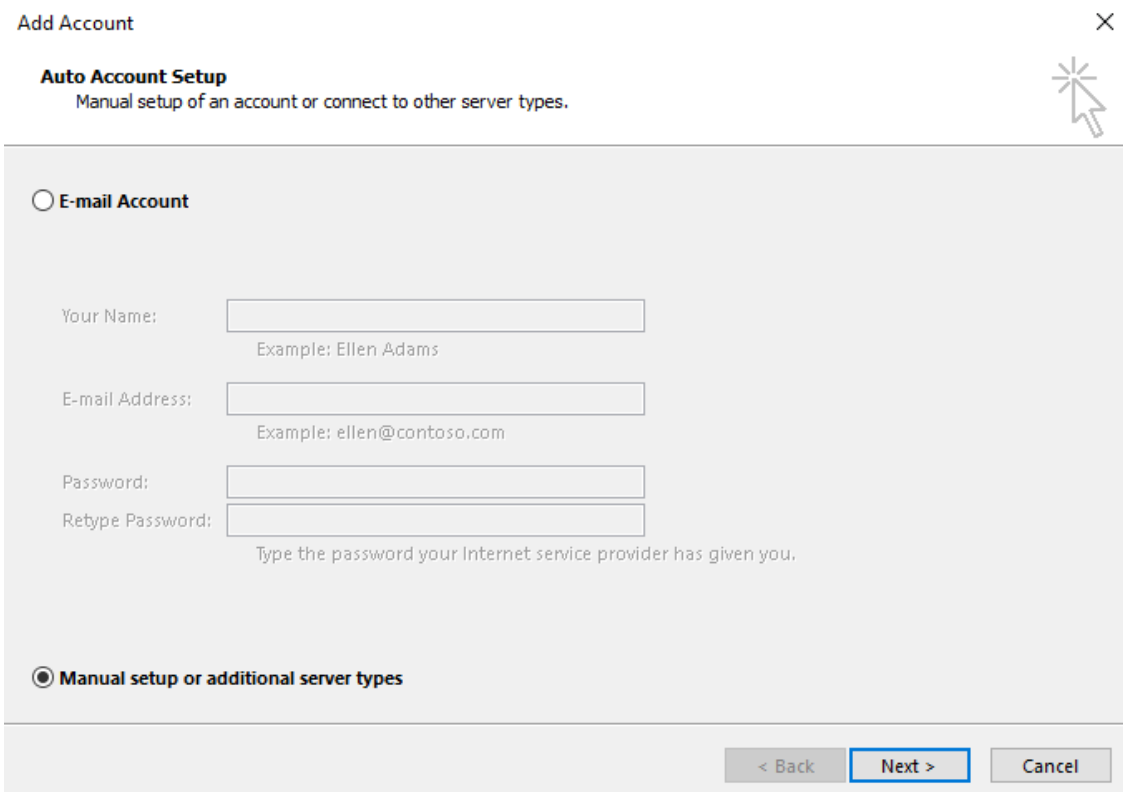 Add Account
Auto Account Setup
Manual setup of an account or connect to other server types.
E-mail Account
Your Name:
Example: Ellen Adams
E-mail Address:
Example: ellen@contoso.com
Password:
Retype Password:
Type the password your Internet service provider has given you.
Manual setup or additional server types
< Back Next > Cancel